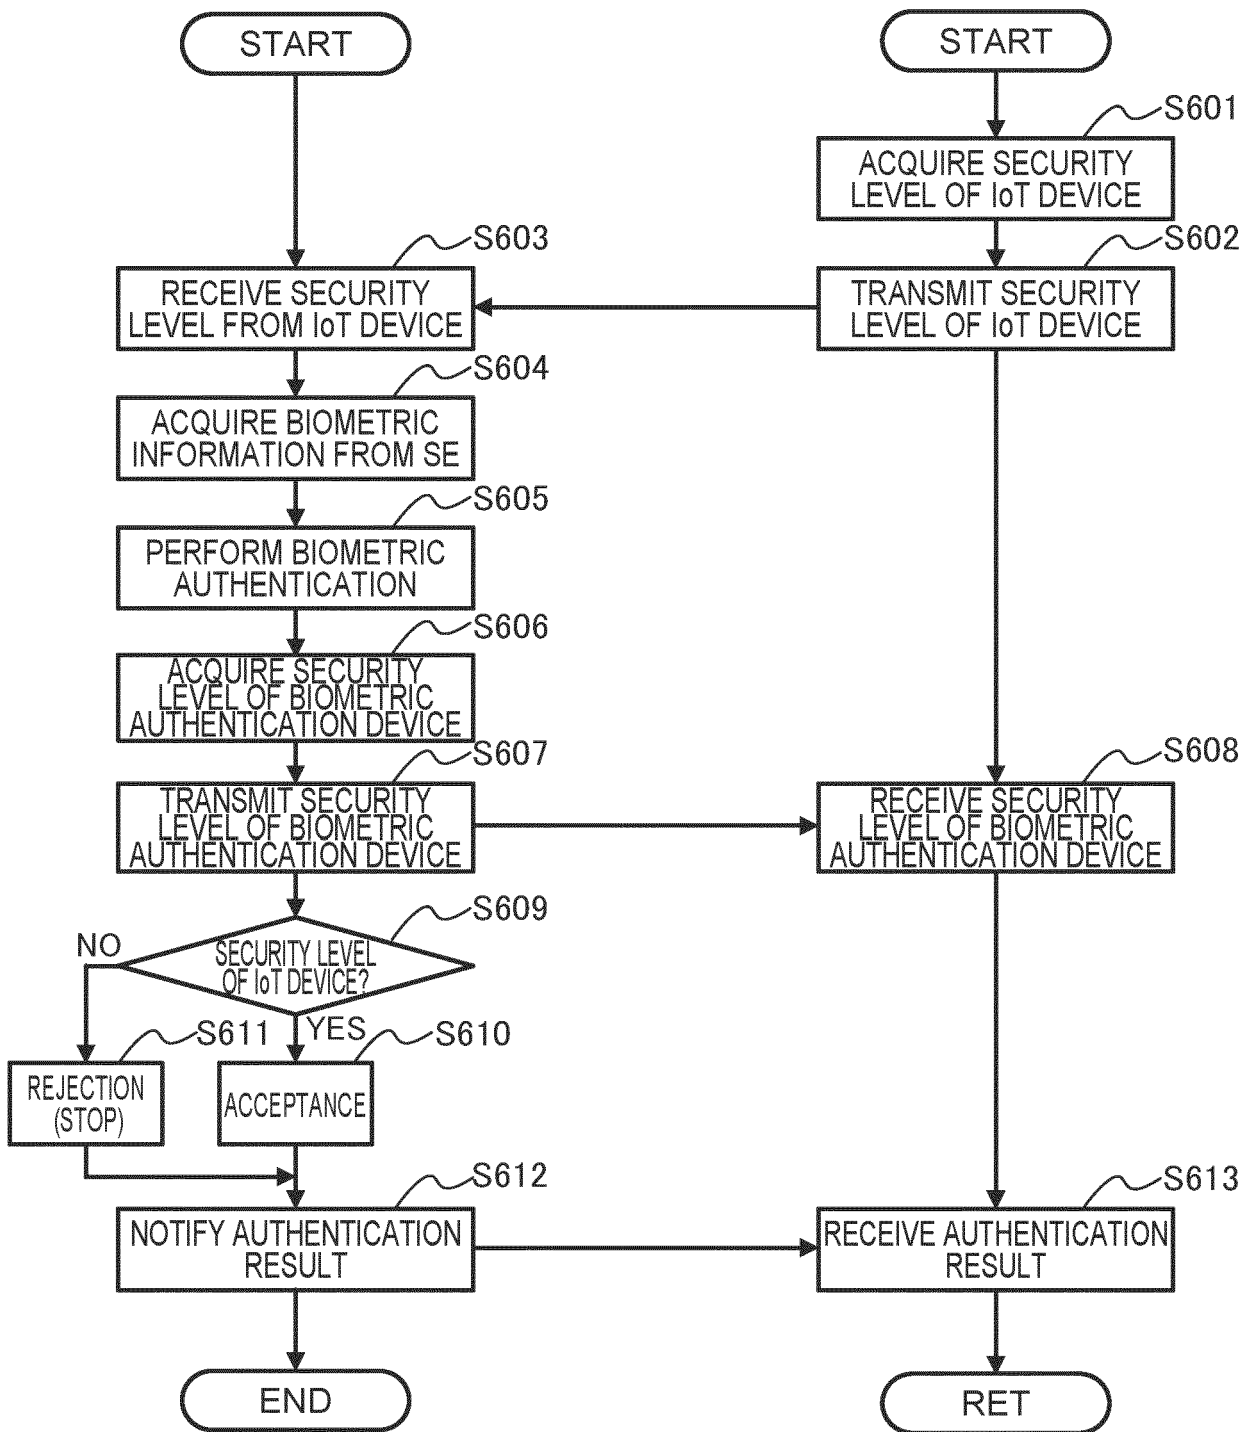 START
START
S601
ACQUIRE SECURITY
LEVEL OF IoT DEVICE
S603
S602
RECEIVE SECURITY
LEVEL FROM IoT DEVICE
TRANSMIT SECURITY
LEVEL OF IoT DEVICE
S604
ACQUIRE BIOMETRIC
INFORMATION FROM SE
S605
PERFORM BIOMETRIC
AUTHENTICATION
S606
ACQUIRE SECURITY
LEVEL OF BIOMETRIC
AUTHENTICATION DEVICE
S607
S608
TRANSMIT SECURITY
LEVEL OF BIOMETRIC
AUTHENTICATION DEVICE
RECEIVE SECURITY
LEVEL OF BIOMETRIC
AUTHENTICATION DEVICE
S609
NO
SECURITY LEVEL
OF IoT DEVICE?
YES
S611
S610
REJECTION
(STOP)
ACCEPTANCE
S612
S613
NOTIFY AUTHENTICATION
RESULT
RECEIVE AUTHENTICATION
RESULT
END
RET